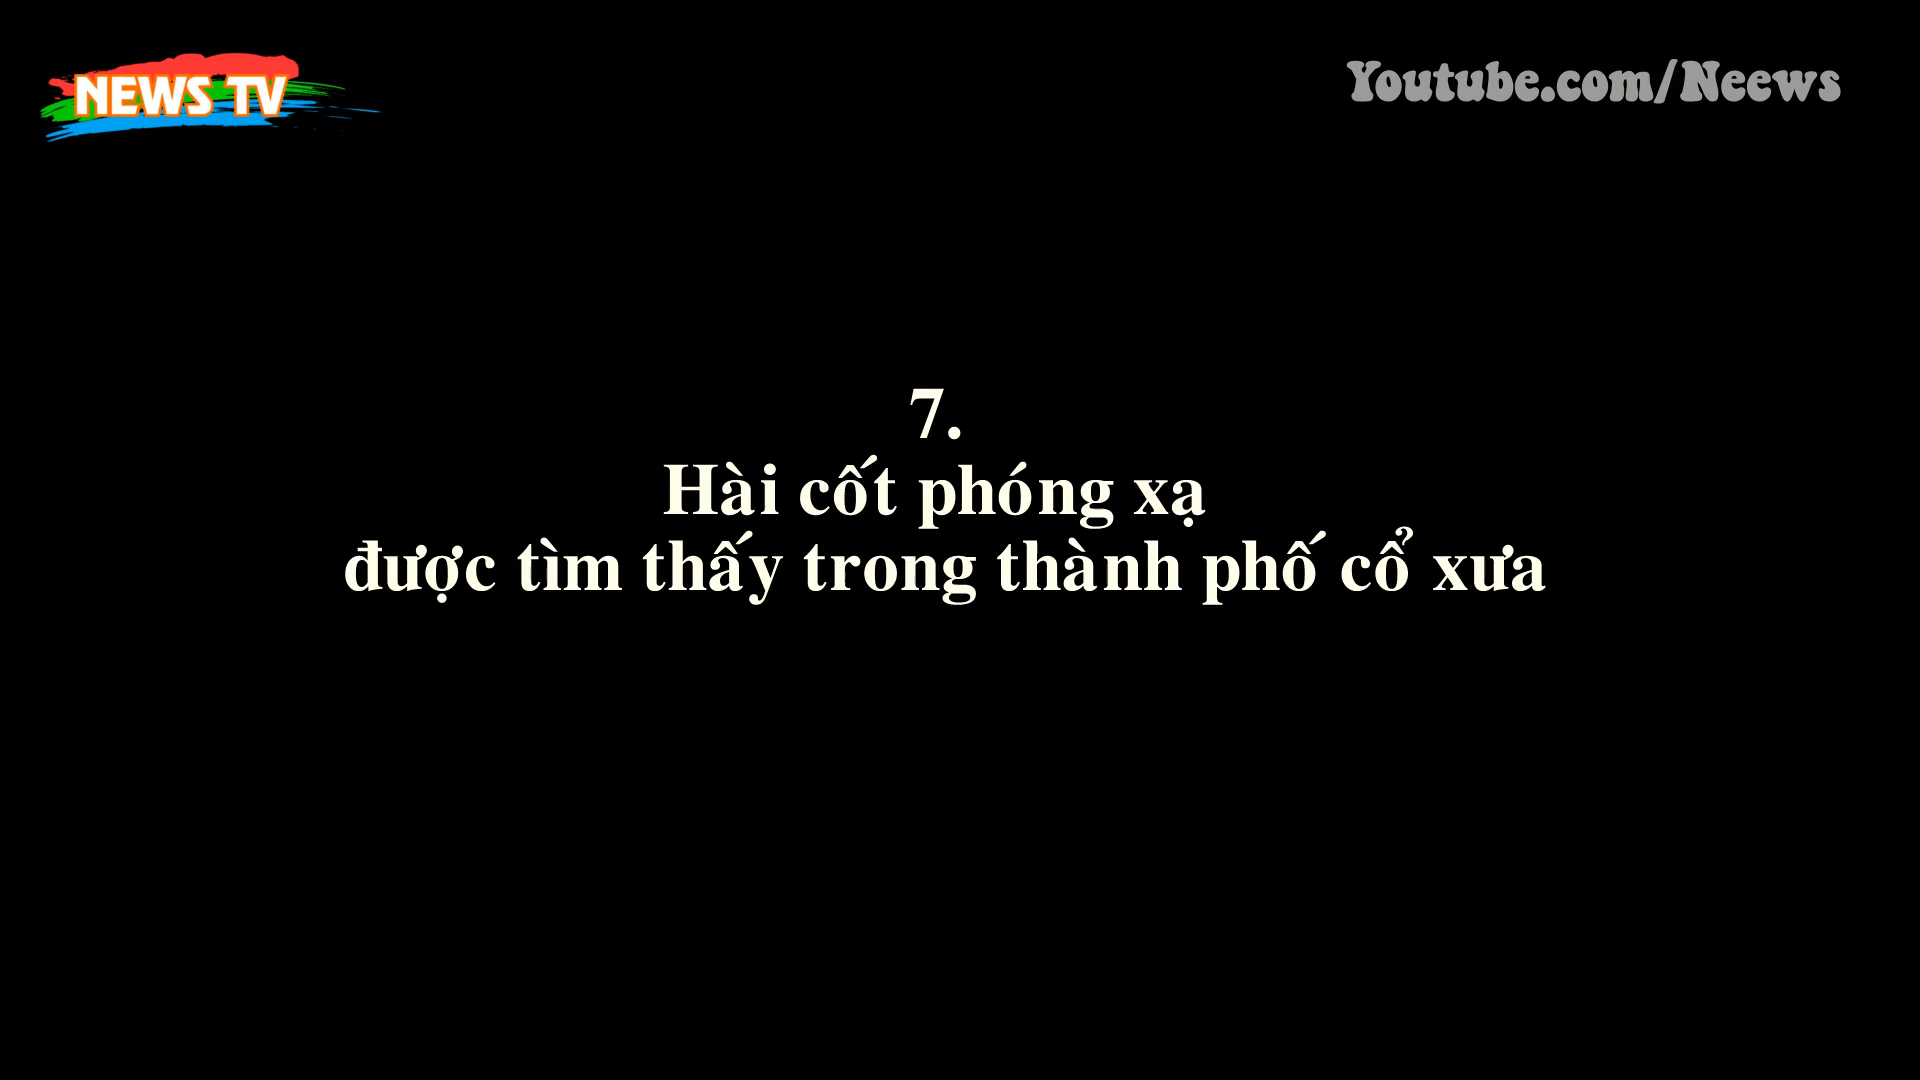 NEWS TV
Youtube.com/Neews
7.
Hài cốt phóng xạ
được tìm thấy trong thành phố cổ xưa